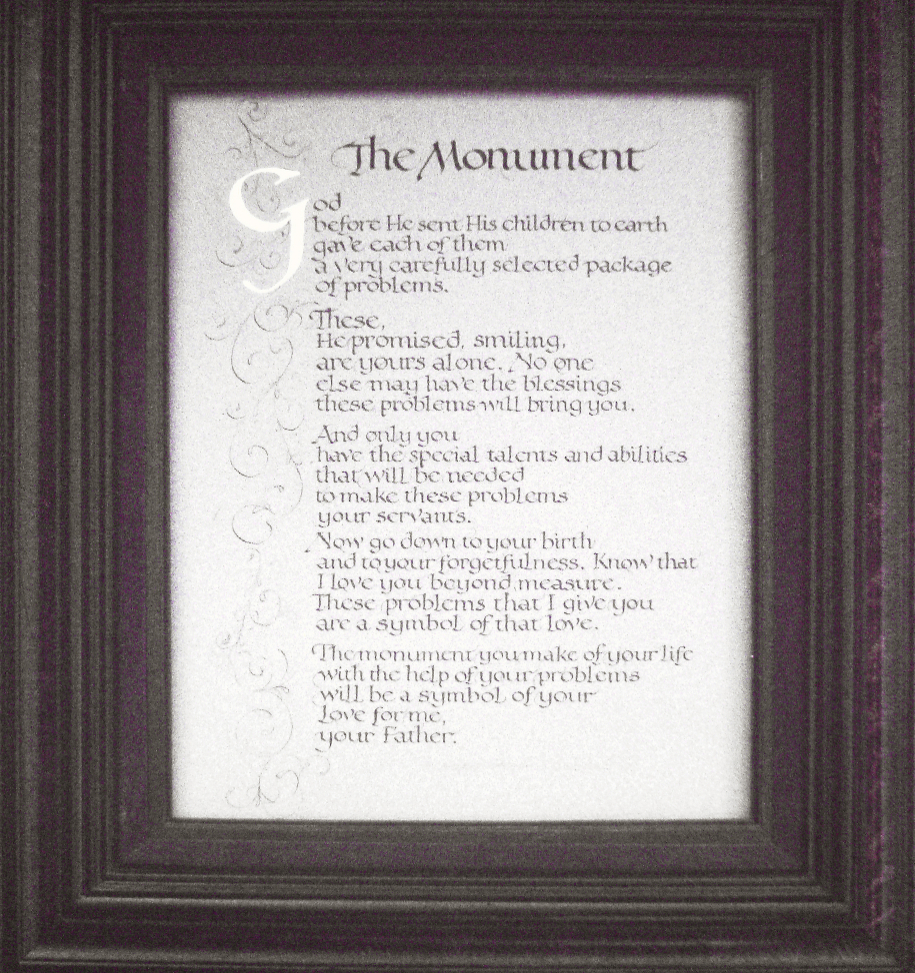 The Monument
God
before He sent His children to earth
gave each of them
a very carefully selected package
of problems.
These,
He promised, smiling,
are yours alone. No one
else may have the blessings
these problems will bring you.
And only you
have the special talents and abilities
that will be needed
to make these problems
your servants.
Now go down to your birth
and to your forgetfulness. Know that
I love you beyond measure.
These problems that I give you
are a symbol of that love.
The monument you make of your life
with the help of your problems
will be a symbol of your
love for me,
your Father.